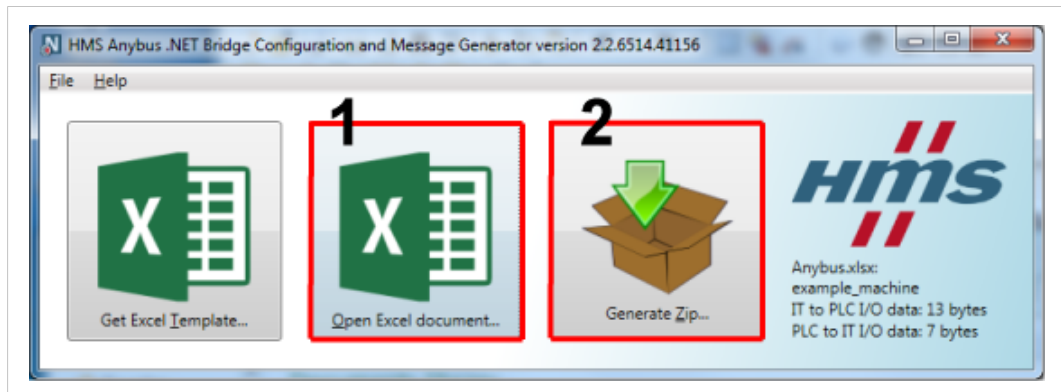 HMS Anybus .NET Bridge Configuration and Message Generator version 2.2.6514.41156
File Help
1
2
X
X
HMS
Get Excel Template...
Open Excel document...
Generate Zip...
Anybus.xlsx:
example_machine
IT to PLC I/O data: 13 bytes
PLC to IT I/O data: 7 bytes